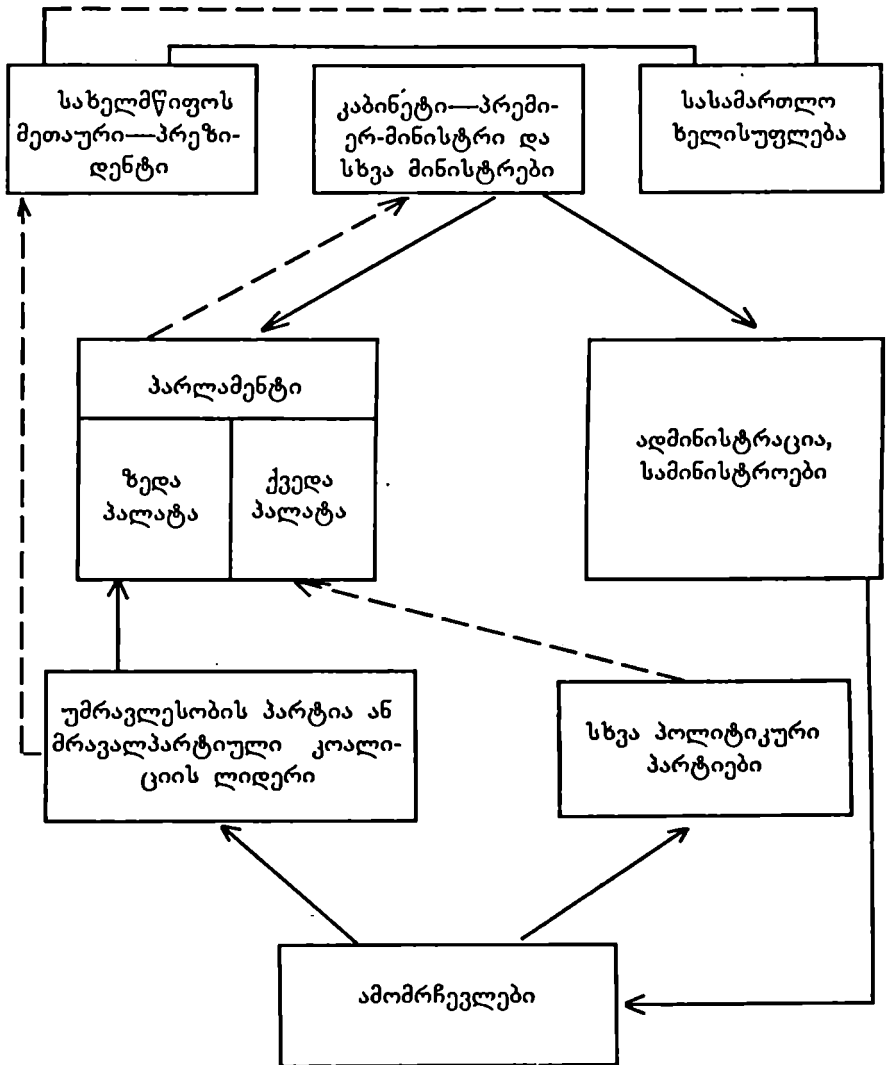 სახელმწიფოს
მეთაური—პრეზი-
დენტი
კაბინეტი—პრემი-
ერ-მინისტრი და
სხვა მინისტრები
სასამართლო
ხელისუფლება
პარლამენტი
ზედა
პალატა
ქვედა
პალატა
ადმინისტრაცია,
სამინისტროები
უმრავლესობის პარტია ან
მრავალპარტიული კოალი-
ციის ლიდერი
სხვა პოლიტიკური
პარტიები
ამომრჩევლები